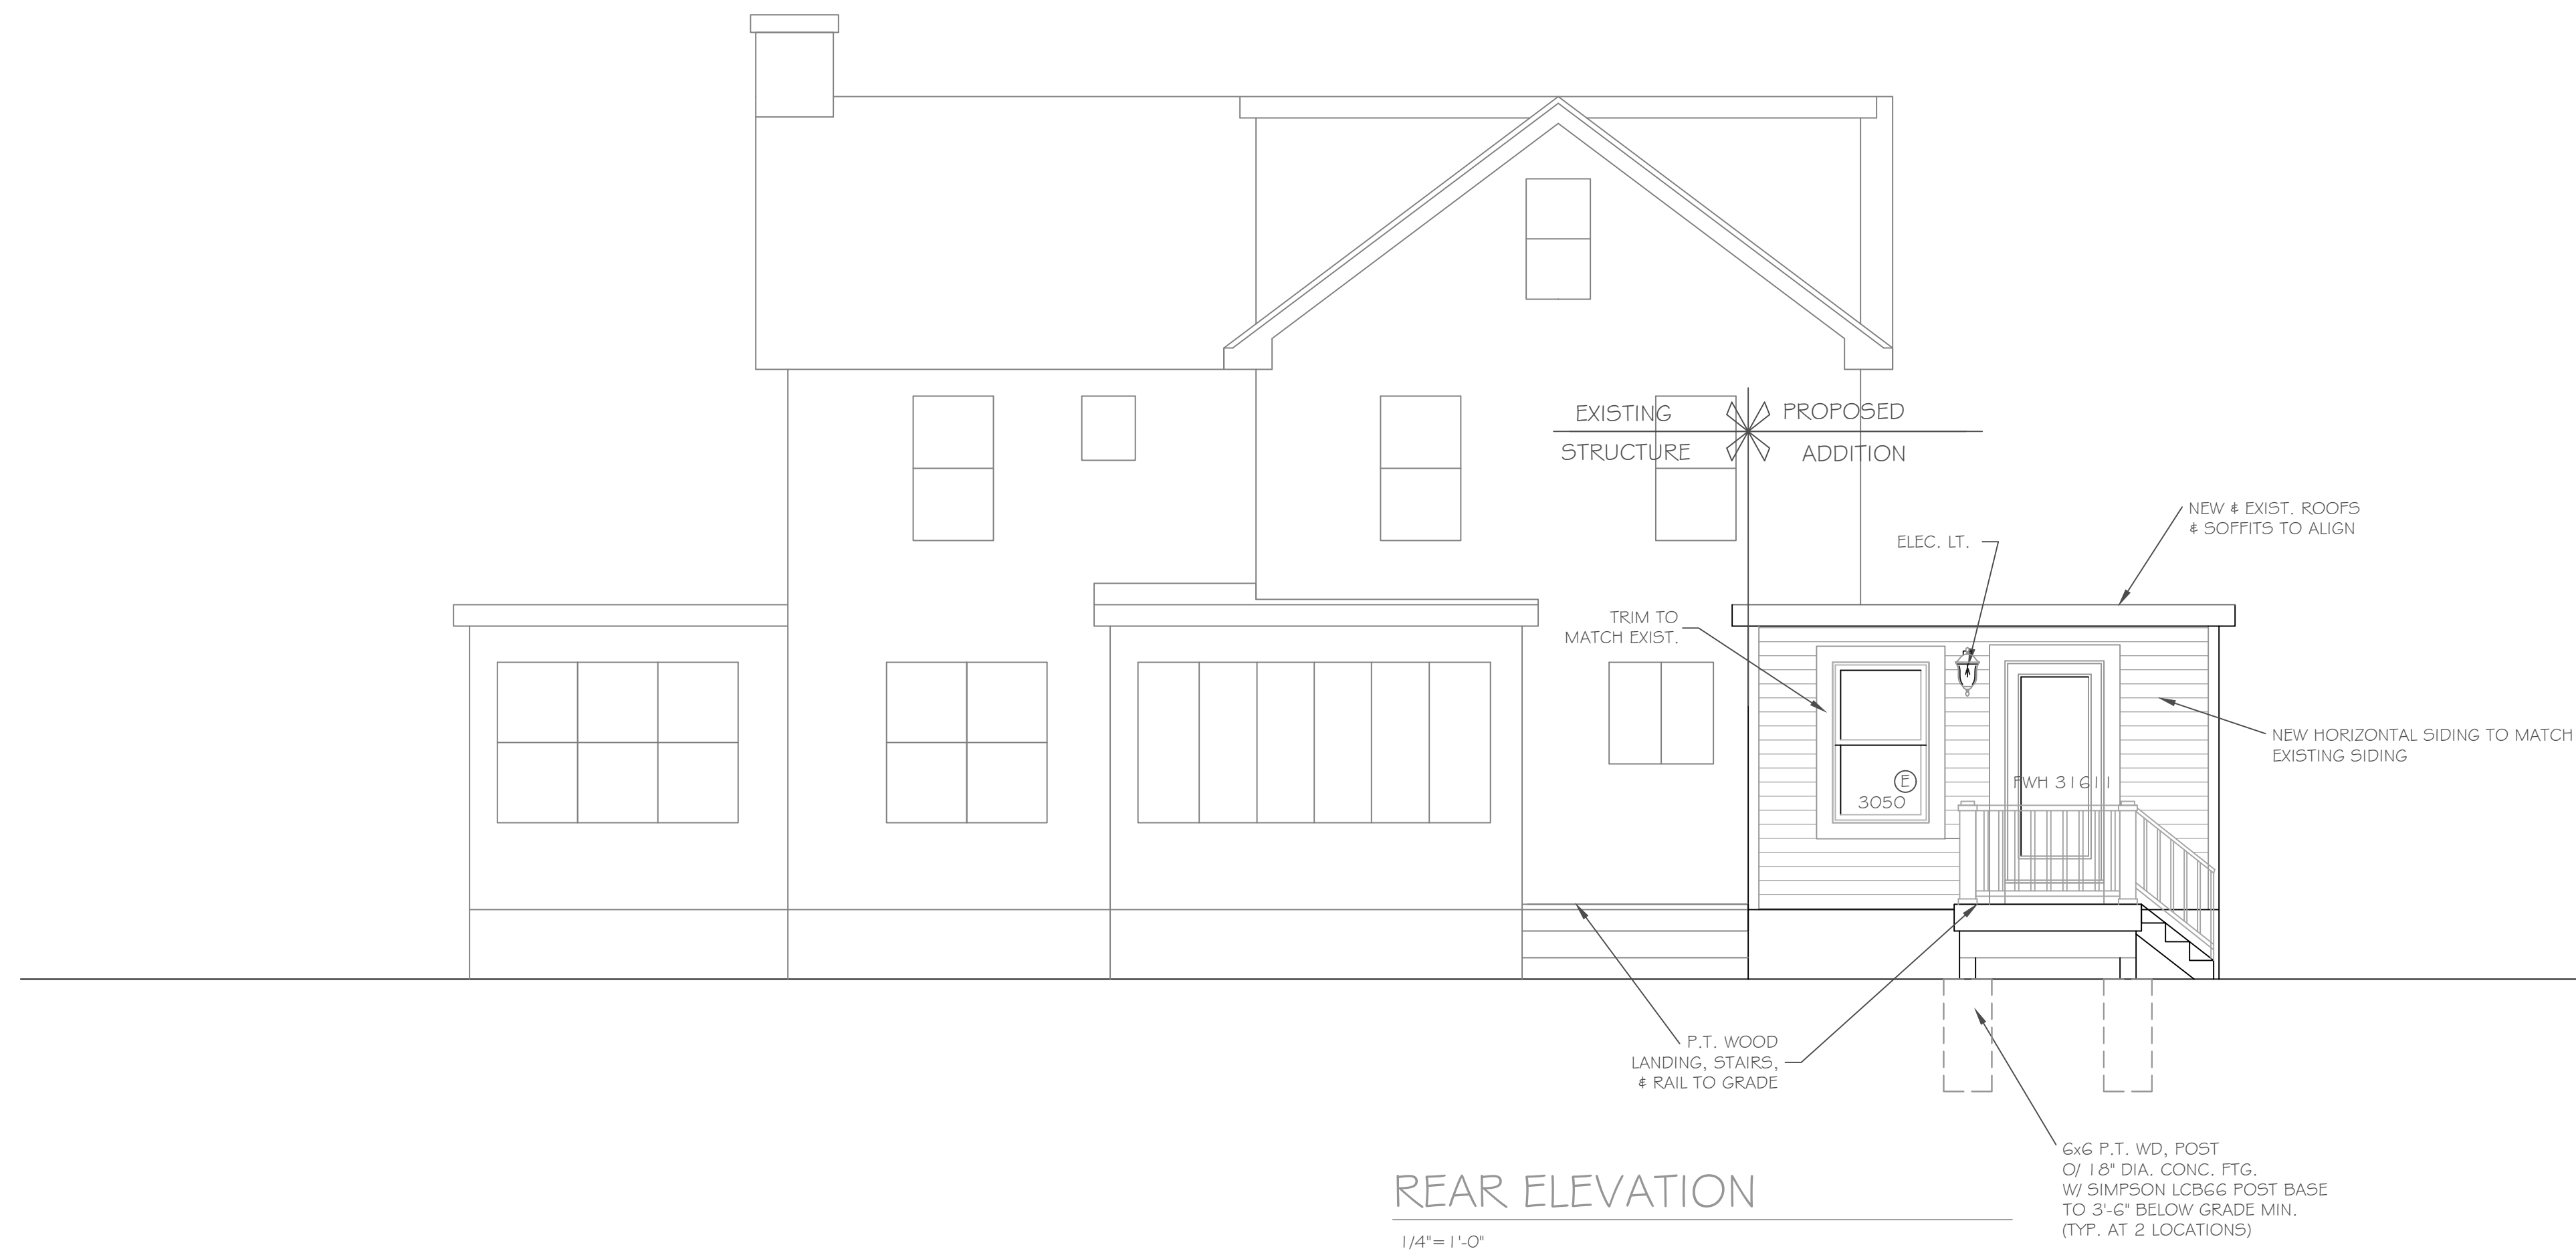 EXISTING
STRUCTURE
PROPOSED
ADDITION
NEW & EXIST. ROOFS
& SOFFITS TO ALIGN
ELEC. LT.
TRIM TO
MATCH EXIST.
NEW HORIZONTAL SIDING TO MATCH
EXISTING SIDING
E
3050
FWH 31611
P.T. WOOD
LANDING, STAIRS,
& RAIL TO GRADE
6x6 P.T. WD, POST
O/ 18" DIA. CONC. FTG.
W/ SIMPSON LCB66 POST BASE
TO 3'-6" BELOW GRADE MIN.
(TYP. AT 2 LOCATIONS)
REAR ELEVATION
1/4"=1'-0"